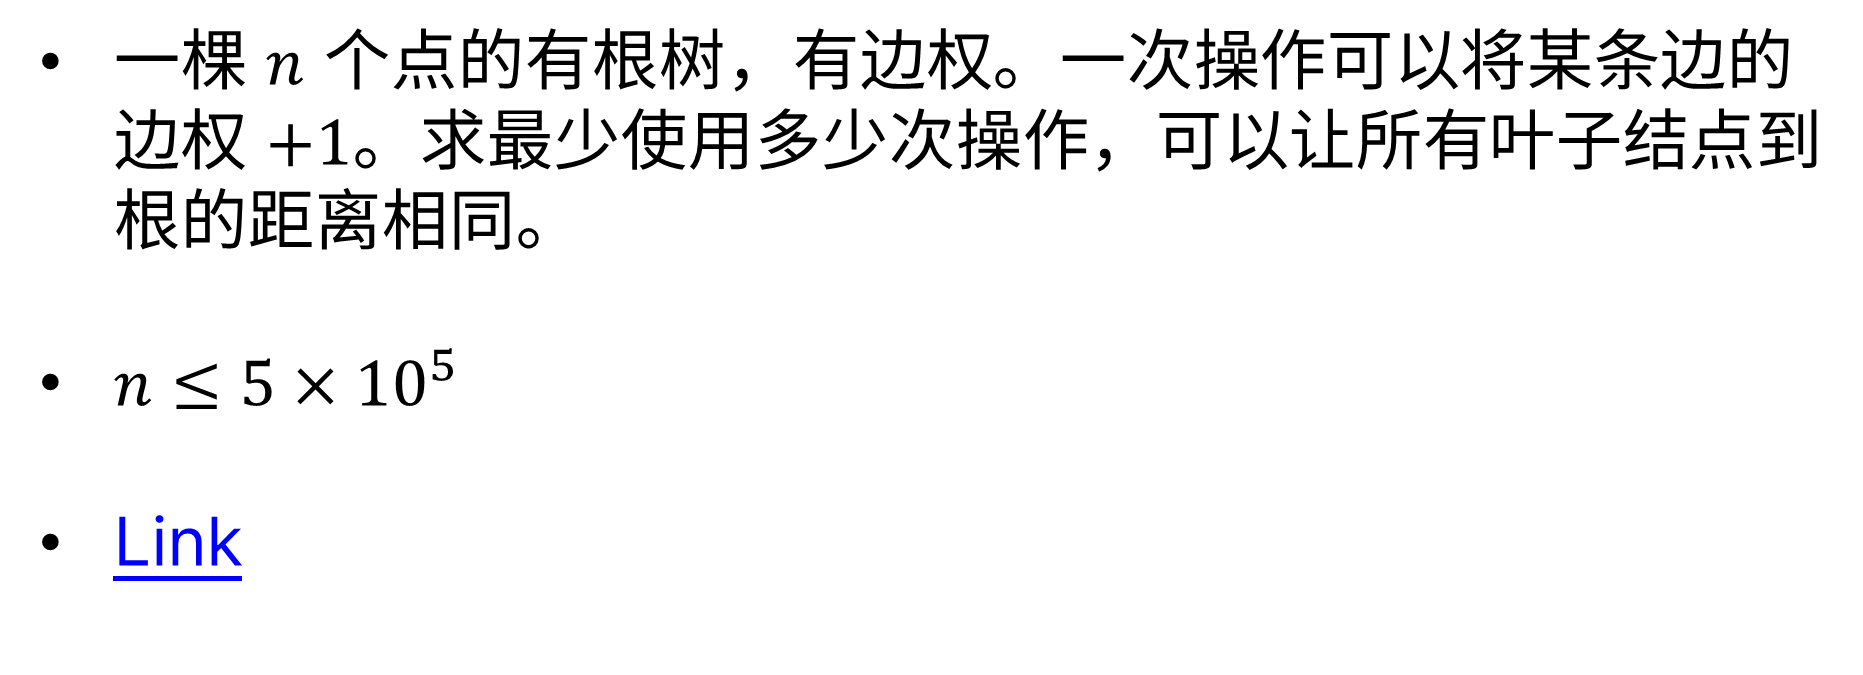 • 一棵 n 个点的有根树，有边权。一次操作可以将某条边的
边权 +1。求最少使用多少次操作，可以让所有叶子结点到
根的距离相同。
• n ≤ 5 × 10⁵
• Link